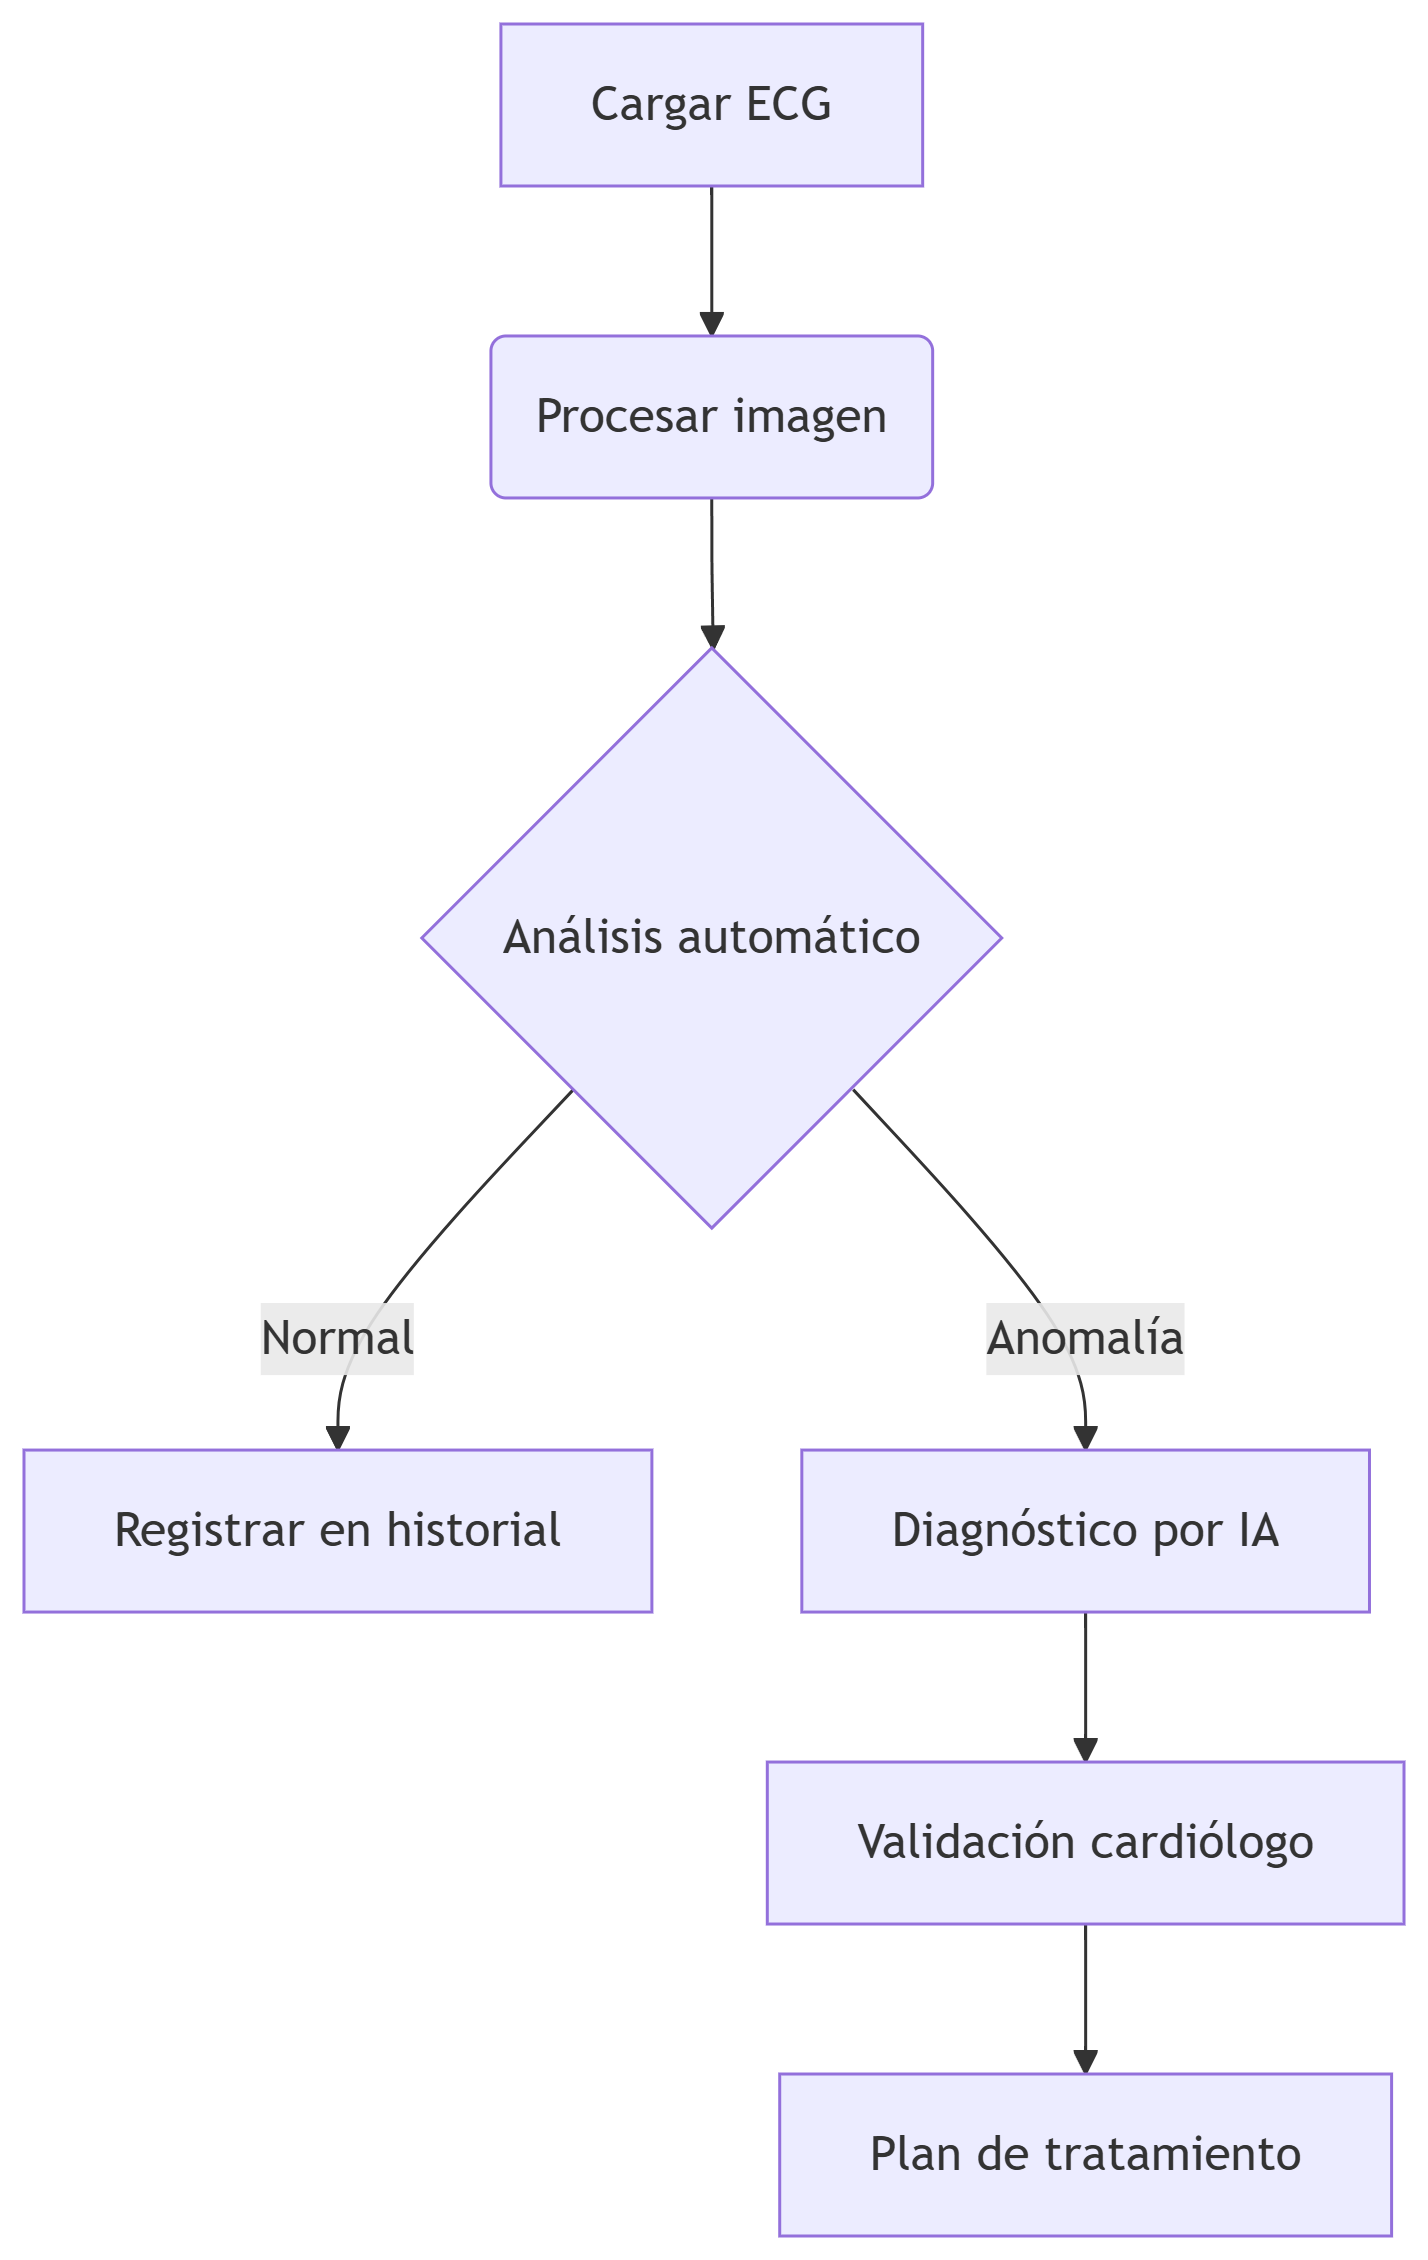 Cargar ECG
Procesar imagen
Análisis automático
Normal
Anomalía
Registrar en historial
Diagnóstico por IA
Validación cardiólogo
Plan de tratamiento